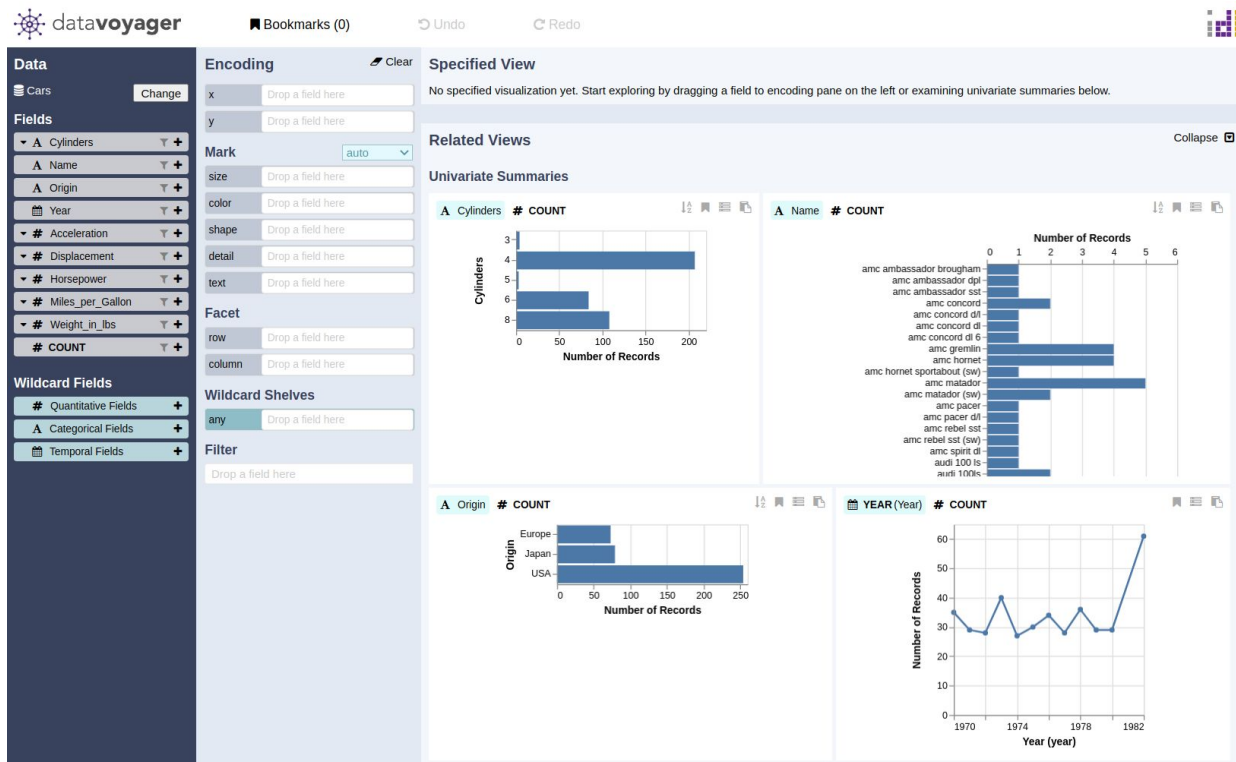 datavoyager
Bookmarks (0)
Undo
Redo
Data
Cars
Change
Fields
A Cylinders
A Name
A Origin
Year
# Acceleration
# Displacement
# Horsepower
# Miles_per_Gallon
# Weight_in_lbs
# COUNT
Wildcard Fields
# Quantitative Fields
A Categorical Fields
Temporal Fields
Encoding
Clear
x Drop a field here
y Drop a field here
Mark auto
size Drop a field here
color Drop a field here
shape Drop a field here
detail Drop a field here
text Drop a field here
Facet
row Drop a field here
column Drop a field here
Wildcard Shelves
any Drop a field here
Filter
Drop a field here
Specified View
No specified visualization yet. Start exploring by dragging a field to encoding pane on the left or examining univariate summaries below.
Related Views
Collapse
Univariate Summaries
A Cylinders # COUNT
Cylinders
3
4
5
6
8
0 50 100 150 200
Number of Records
A Name # COUNT
Number of Records
0 1 2 3 4 5 6
amc ambassador brougham
amc ambassador dpl
amc ambassador sst
amc concord
amc concord d/l
amc concord dl
amc concord dl 6
amc gremlin
amc hornet
amc hornet sportabout (sw)
amc matador
amc matador (sw)
amc pacer
amc pacer d/l
amc rebel sst
amc rebel sst (sw)
amc spirit dl
audi 100 ls
audi 100ls
A Origin # COUNT
Origin
Europe
Japan
USA
0 50 100 150 200 250
Number of Records
YEAR (Year) # COUNT
Number of Records
60
50
40
30
20
10
0
1970 1974 1978 1982
Year (year)